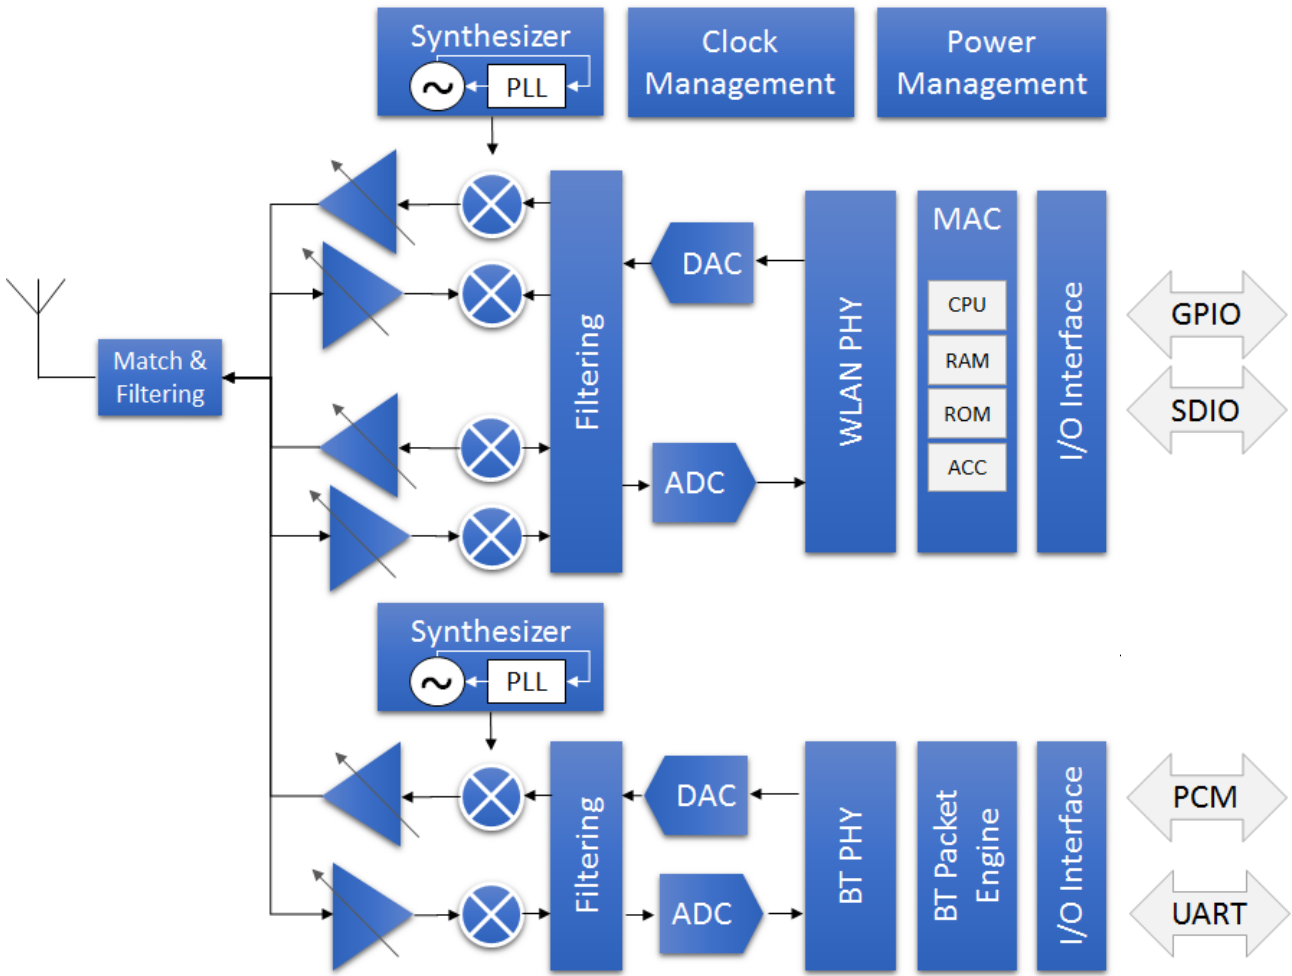 Synthesizer
~
PLL
Clock
Management
Power
Management
DAC
ADC
Filtering
WLAN PHY
MAC
CPU
RAM
ROM
ACC
I/O Interface
GPIO
SDIO
Match &
Filtering
Synthesizer
~
PLL
Filtering
DAC
ADC
BT PHY
BT Packet
Engine
I/O Interface
PCM
UART